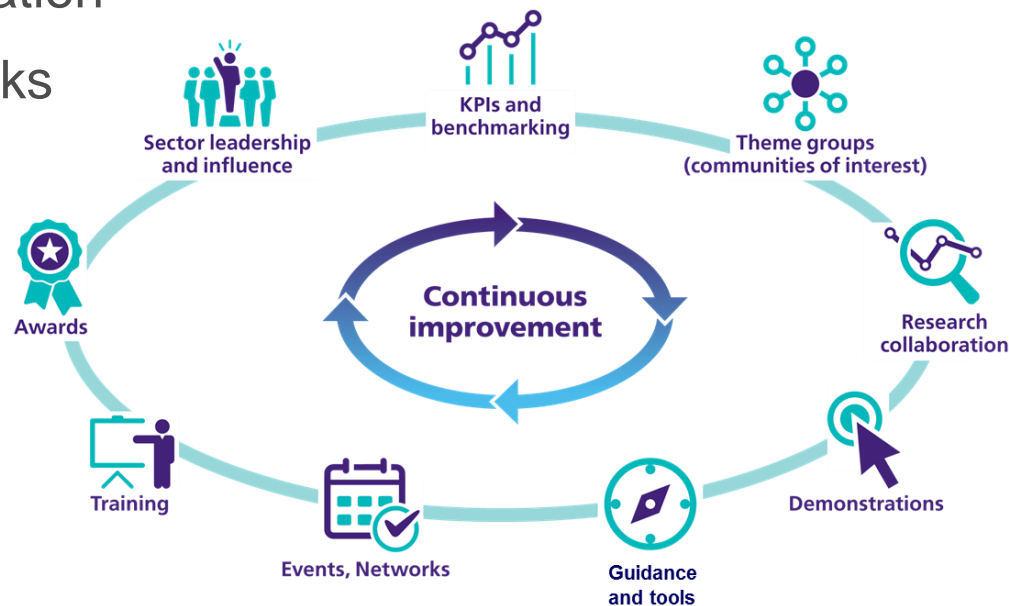 ks
KPIs and
benchmarking
Sector leadership
and influence
Theme groups
(communities of interest)
Continuous
improvement
Awards
Research
collaboration
Training
Demonstrations
Events, Networks
Guidance
and tools